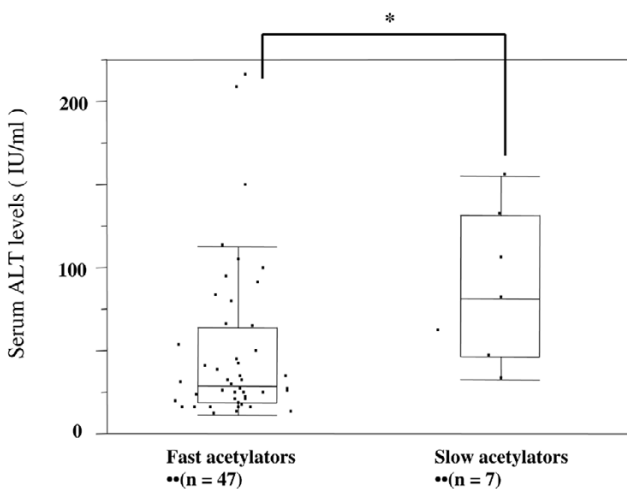 *
Serum ALT levels ( IU/ml )
200
100
0
Fast acetylators
••(n = 47)
Slow acetylators
••(n = 7)